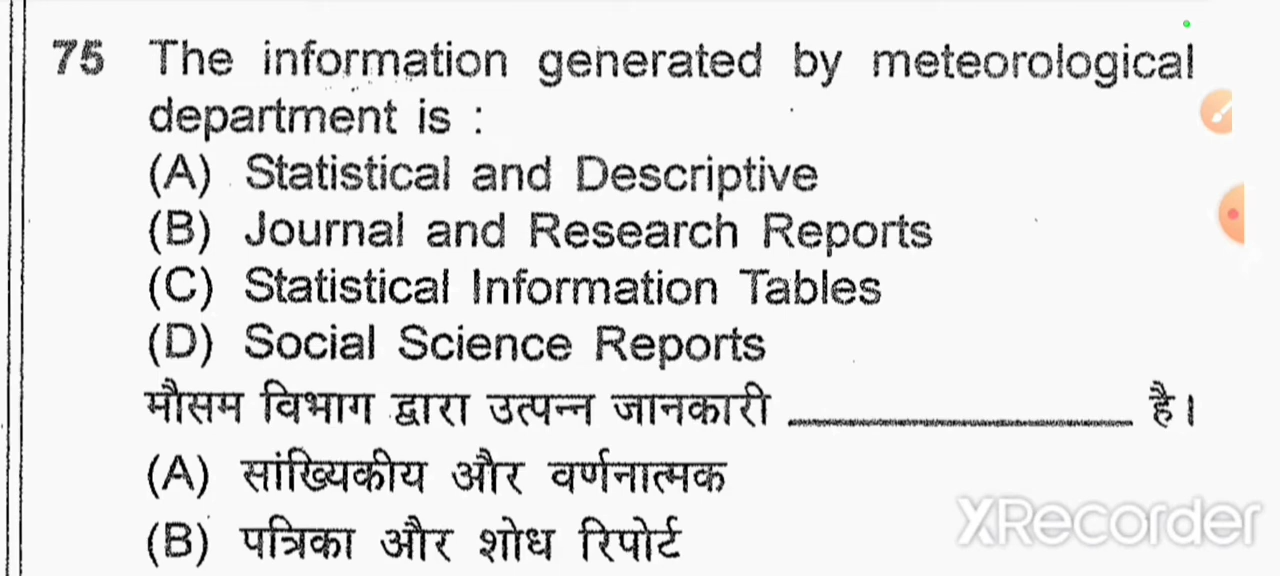 75 The information generated by meteorological
department is :
(A) Statistical and Descriptive
(B) Journal and Research Reports
(C) Statistical Information Tables
(D) Social Science Reports
मौसम विभाग द्वारा उत्पन्न जानकारी __________ है।
(A) सांख्यिकीय और वर्णनात्मक
(B) पत्रिका और शोध रिपोर्ट
XRecorder